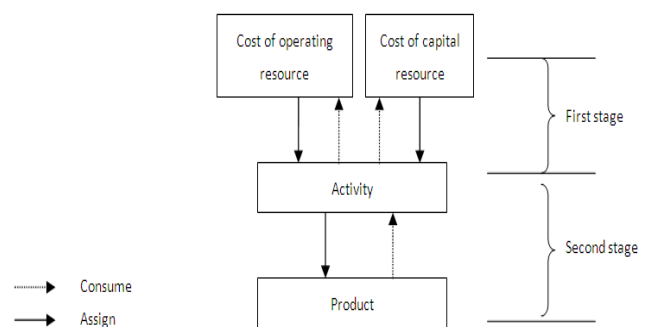 Cost of operating
resource
Cost of capital
resource
First stage
Activity
Second stage
Consume
Product
Assign